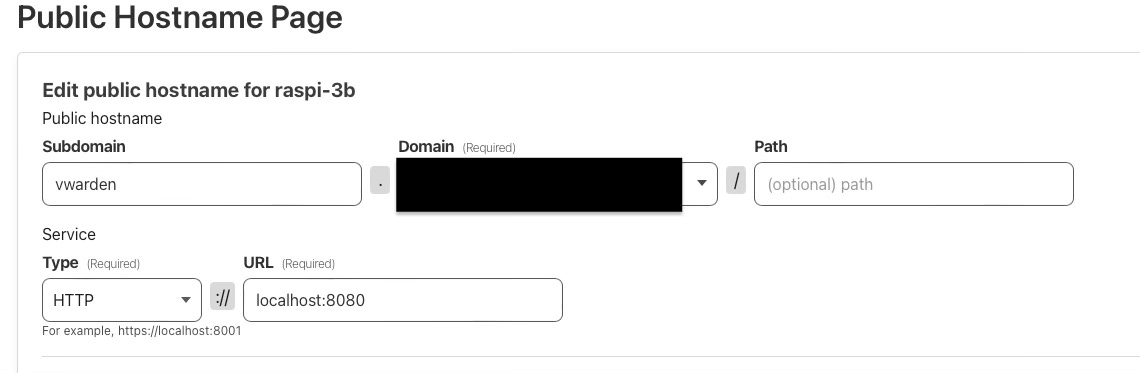 Public Hostname Page
Edit public hostname for raspi-3b
Public hostname
Subdomain
Domain (Required)
Path
vwarden
.
/
(optional) path
Service
Type (Required)
URL (Required)
HTTP
://
localhost:8080
For example, https://localhost:8001